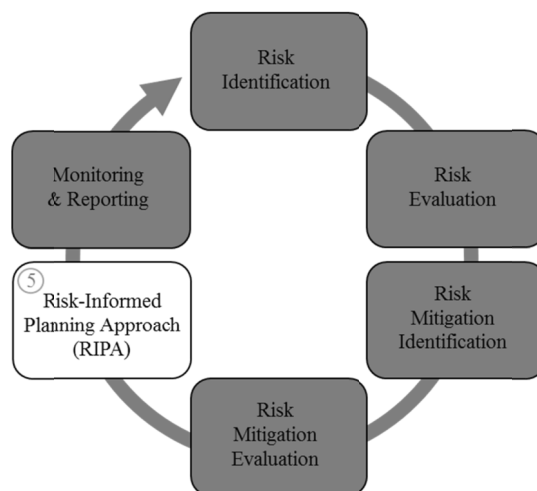 Risk
Identification
Risk
Evaluation
Risk
Mitigation
Identification
Risk
Mitigation
Evaluation
5
Risk-Informed
Planning Approach
(RIPA)
Monitoring
& Reporting